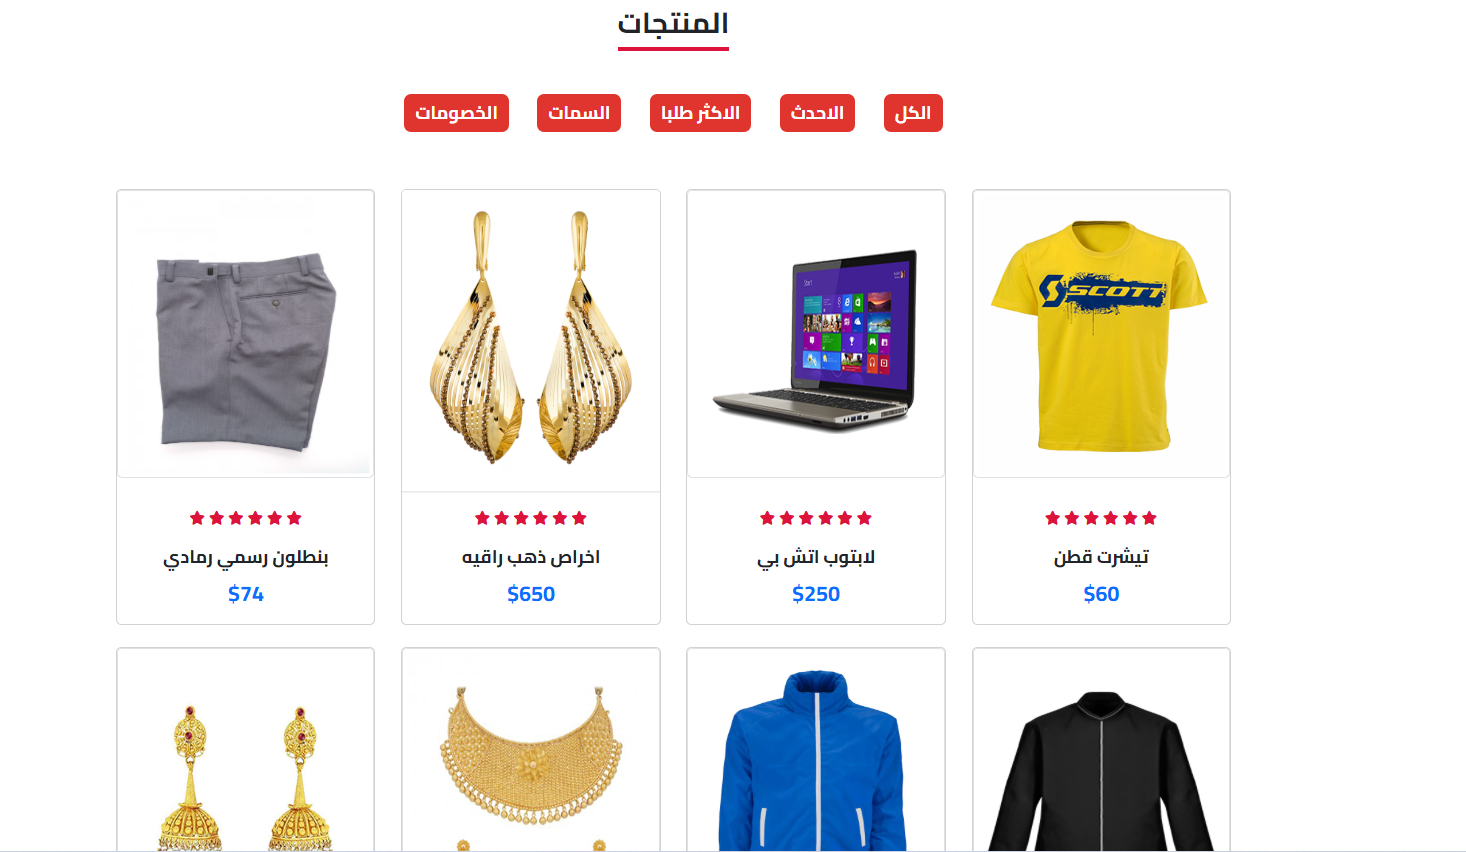 المنتجات
الكل
الاحدث
الاكثر طلبا
السمات
الخصومات
SCOTT
Start
تيشرت قطن
$60
لابتوب اتش بي
$250
اخراص ذهب راقيه
$650
بنطلون رسمي رمادي
$74